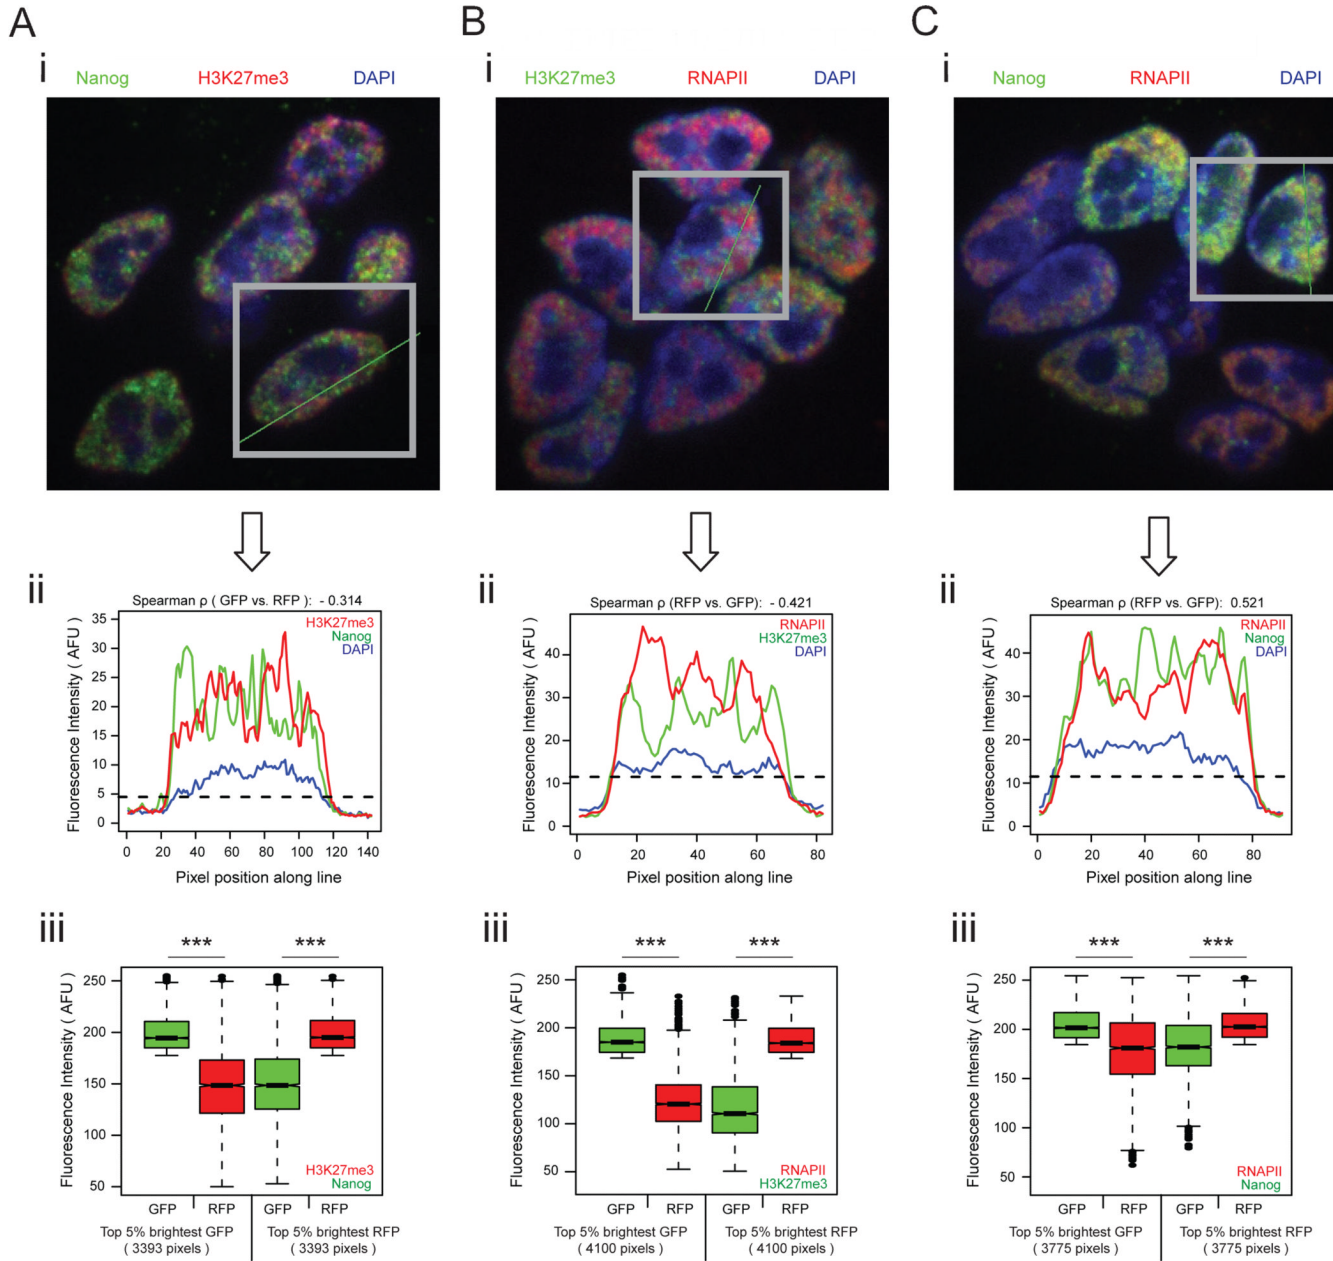 A
B
C
i
Nanog H3K27me3 DAPI
i
H3K27me3 RNAPII DAPI
i
Nanog RNAPII DAPI
ii
Spearman ρ ( GFP vs. RFP ): - 0.314
H3K27me3
Nanog
DAPI
Fluorescence Intensity ( AFU )
35
30
25
20
15
10
5
0
0 20 40 60 80 100 120 140
Pixel position along line
ii
Spearman ρ (RFP vs. GFP): - 0.421
RNAPII
H3K27me3
DAPI
Fluorescence Intensity ( AFU )
40
30
20
10
0
0 20 40 60 80
Pixel position along line
ii
Spearman ρ (RFP vs. GFP): 0.521
RNAPII
Nanog
DAPI
Fluorescence Intensity ( AFU )
40
30
20
10
0
0 20 40 60 80
Pixel position along line
iii
*** ***
Fluorescence Intensity ( AFU )
250
200
150
100
50
H3K27me3
Nanog
GFP RFP GFP RFP
Top 5% brightest GFP Top 5% brightest RFP
( 3393 pixels ) ( 3393 pixels )
iii
*** ***
Fluorescence Intensity ( AFU )
250
200
150
100
50
RNAPII
H3K27me3
GFP RFP GFP RFP
Top 5% brightest GFP Top 5% brightest RFP
( 4100 pixels ) ( 4100 pixels )
iii
*** ***
Fluorescence Intensity ( AFU )
250
200
150
100
50
RNAPII
Nanog
GFP RFP GFP RFP
Top 5% brightest GFP Top 5% brightest RFP
( 3775 pixels ) ( 3775 pixels )